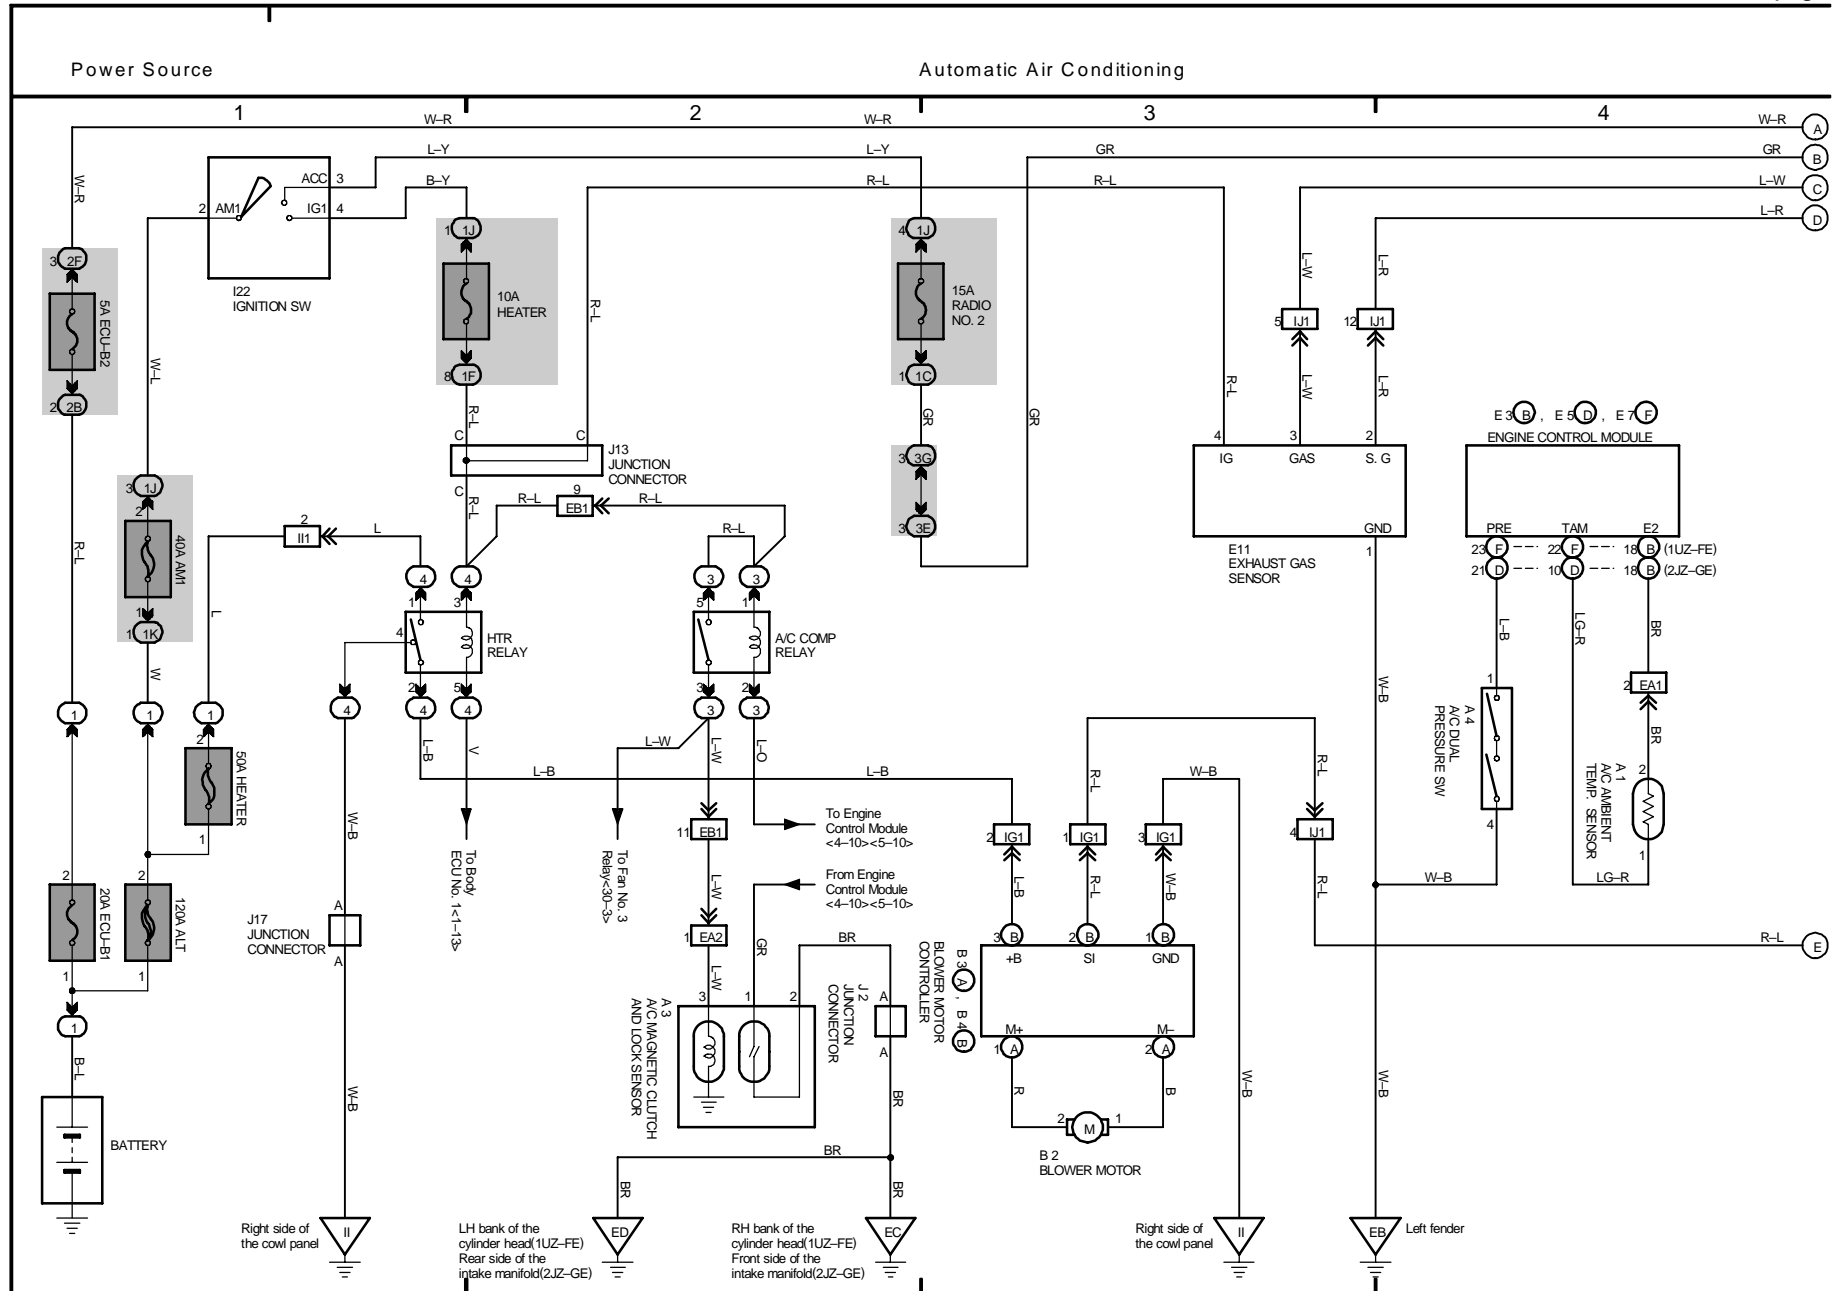 Power Source
Automatic Air Conditioning
1
2
3
4
W–R
W–R
W–R
A
L–Y
L–Y
GR
GR
B
B–Y
R–L
R–L
L–W
C
L–R
D
W–R
ACC
3
2
AM1
IG1
4
I22
IGNITION SW
3
2F
5A ECU–B2
2
2B
R–L
W–L
1
1J
10A
HEATER
8
1F
R–L
R–L
4
1J
15A
RADIO
NO. 2
1
1C
GR
GR
3
3G
3
3E
L–W
L–R
5
IJ1
12
IJ1
R–L
L–W
L–R
4
3
2
IG
GAS
S. G
GND
1
E11
EXHAUST GAS
SENSOR
E 3
B
, E 5
D
, E 7
F
ENGINE CONTROL MODULE
PRE
TAM
E2
23
F
22
F
18
B
(1UZ–FE)
21
D
10
D
18
B
(2JZ–GE)
C
C
J13
JUNCTION
CONNECTOR
C
R–L
R–L
9
EB1
R–L
R–L
3
1J
2
40A AM1
1
1
1K
W
2
II1
L
L
4
4
1
3
4
HTR
RELAY
2
5
4
4
4
3
3
5
1
A/C COMP
RELAY
3
2
3
3
1
1
1
2
50A HEATER
1
L–B
V
L–W
L–W
L–O
L–B
L–B
W–B
To Body
ECU No. 1<1–13>
To Fan No. 3
Relay<30–3>
11
EB1
L–W
To Engine
Control Module
<4–10><5–10>
From Engine
Control Module
<4–10><5–10>
1
EA2
L–W
GR
BR
3
1
2
A 3
A/C MAGNETIC CLUTCH
AND LOCK SENSOR
J 2
JUNCTION
CONNECTOR
A
A
BR
J17
JUNCTION
CONNECTOR
A
A
W–B
2
20A ECU–B1
1
2
120A ALT
1
1
B–L
BATTERY
R–L
W–B
R–L
2
IG1
1
IG1
3
IG1
4
IJ1
L–B
R–L
W–B
R–L
B 3
A
, B 4
B
BLOWER MOTOR
CONTROLLER
3
B
2
B
1
B
+B
SI
GND
M+
M–
1
A
2
A
R
B
2
M
1
B 2
BLOWER MOTOR
W–B
W–B
W–B
L–B
LG–R
BR
2
EA1
BR
1
A 4
A/C DUAL
PRESSURE SW
4
2
A 1
A/C AMBIENT
TEMP. SENSOR
1
W–B
LG–R
R–L
E
BR
BR
BR
Right side of
the cowl panel
II
LH bank of the
cylinder head(1UZ–FE)
Rear side of the
intake manifold(2JZ–GE)
ED
RH bank of the
cylinder head(1UZ–FE)
Front side of the
intake manifold(2JZ–GE)
EC
Right side of
the cowl panel
II
EB
Left fender